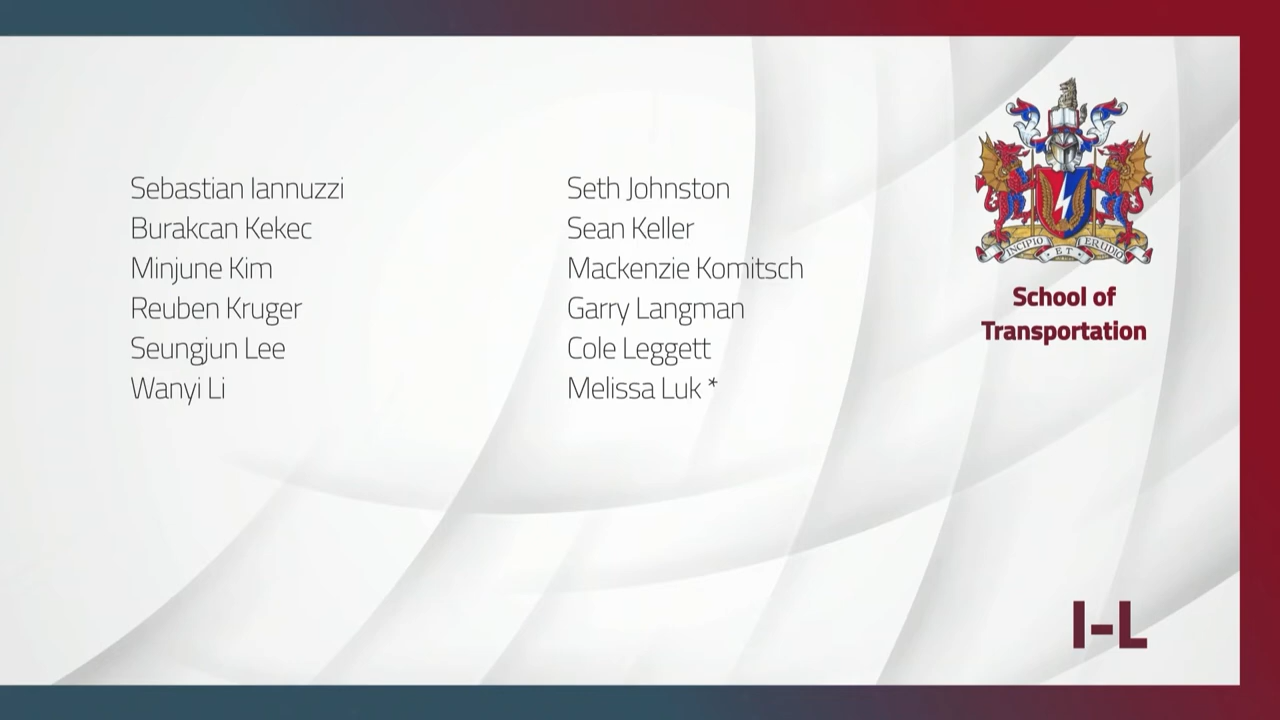 Sebastian Iannuzzi
Burakcan Kekec
Minjune Kim
Reuben Kruger
Seungjun Lee
Wanyi Li
Seth Johnston
Sean Keller
Mackenzie Komitsch
Garry Langman
Cole Leggett
Melissa Luk *
INCIPIO ET ERUDIO
School of
Transportation
I-L